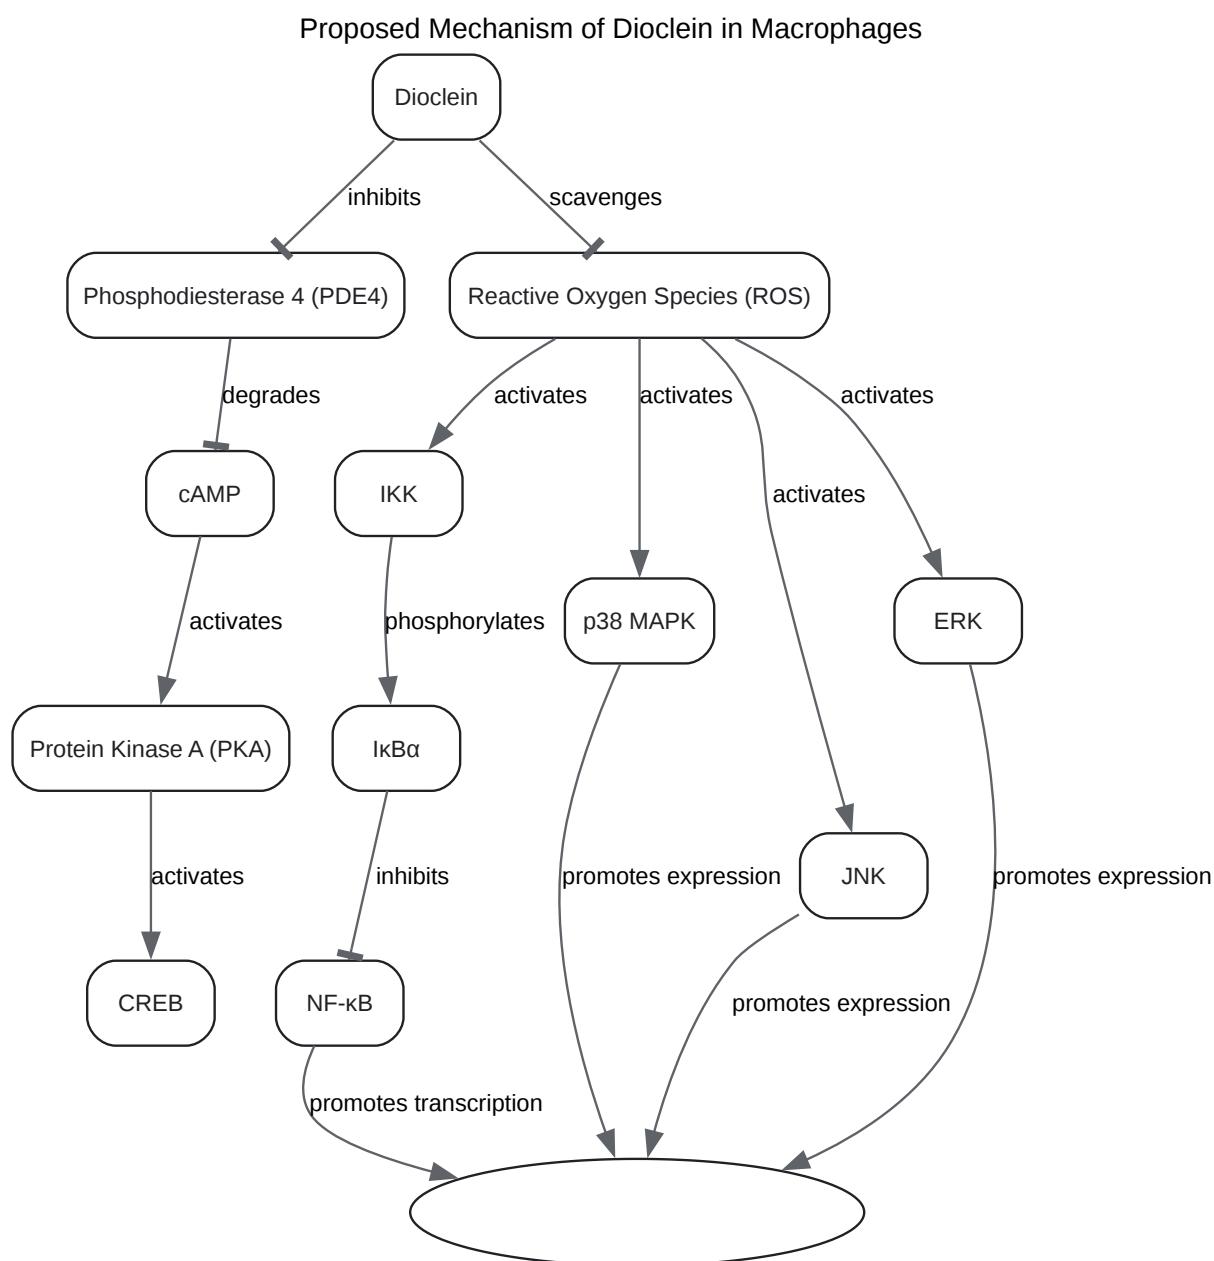 Proposed Mechanism of Dioclein in Macrophages
Dioclein
inhibits
scavenges
Phosphodiesterase 4 (PDE4)
Reactive Oxygen Species (ROS)
degrades
activates
activates
activates
cAMP
IKK
activates
activates
phosphorylates
p38 MAPK
ERK
Protein Kinase A (PKA)
IκBα
activates
inhibits
promotes expression
JNK
promotes expression
CREB
NF-κB
promotes expression
promotes transcription